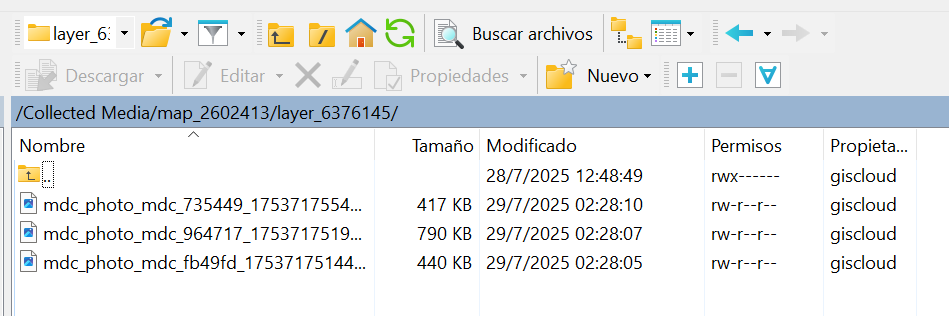 layer_63
Buscar archivos
Descargar Editar Propiedades Nuevo
/Collected Media/map_2602413/layer_6376145/
Nombre Tamaño Modificado Permisos Propieta...
.. 28/7/2025 12:48:49 rwx------ giscloud
mdc_photo_mdc_735449_1753717554... 417 KB 29/7/2025 02:28:10 rw-r--r-- giscloud
mdc_photo_mdc_964717_1753717519... 790 KB 29/7/2025 02:28:07 rw-r--r-- giscloud
mdc_photo_mdc_fb49fd_17537175144... 440 KB 29/7/2025 02:28:05 rw-r--r-- giscloud